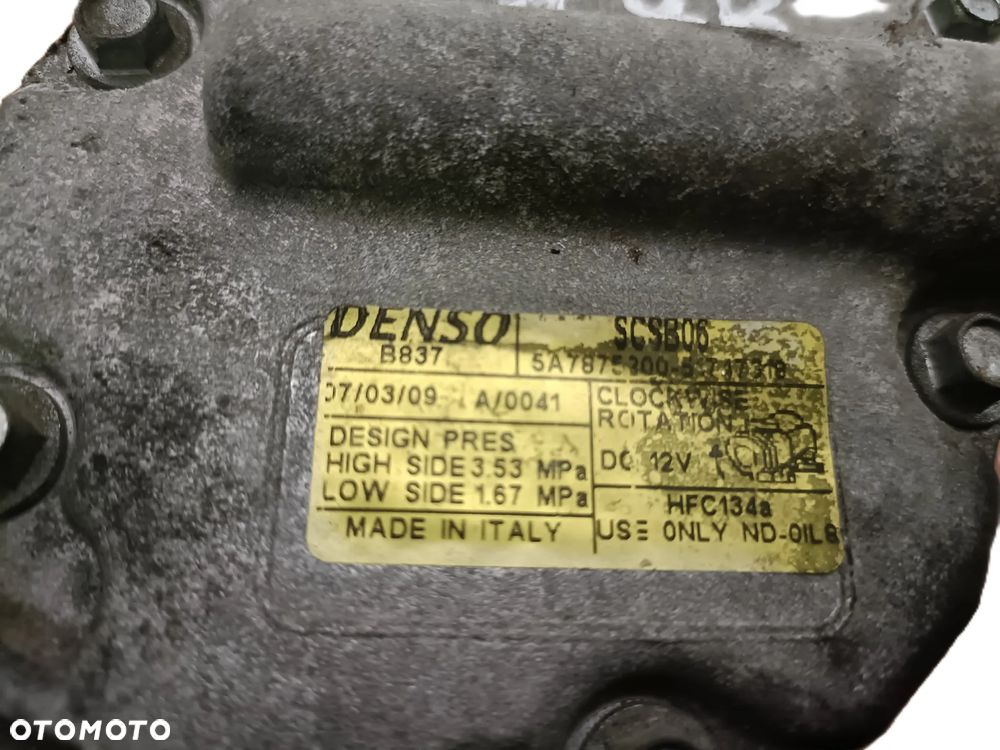 DENSO
B837
SCSB06
07/03/09 A/0041
CLOCKWISE
ROTATION
DESIGN PRES
HIGH SIDE 3.53 MPa
LOW SIDE 1.67 MPa
DC 12V
HFC134a
MADE IN ITALY
USE ONLY ND-OIL8
OTOMOTO